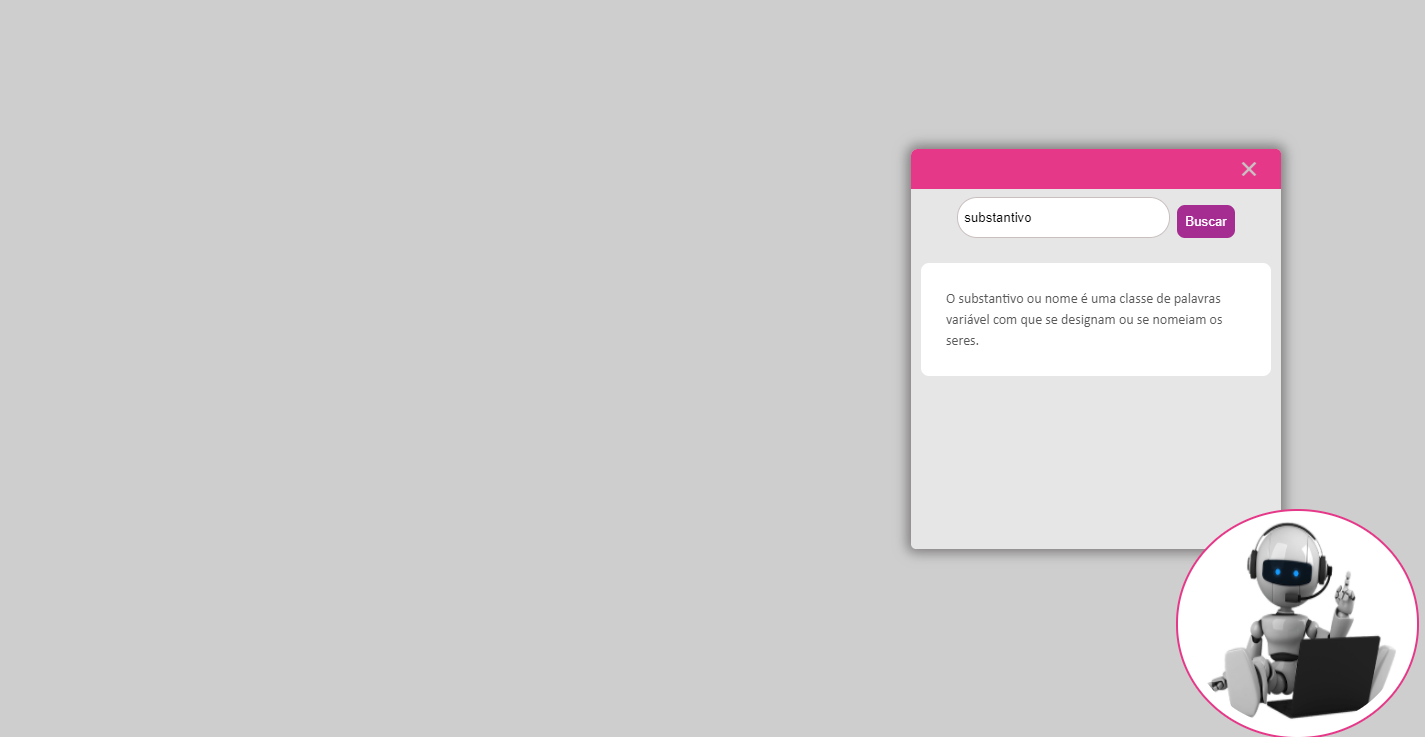 ×
substantivo
Buscar
O substantivo ou nome é uma classe de palavras
variável com que se designam ou se nomeiam os
seres.